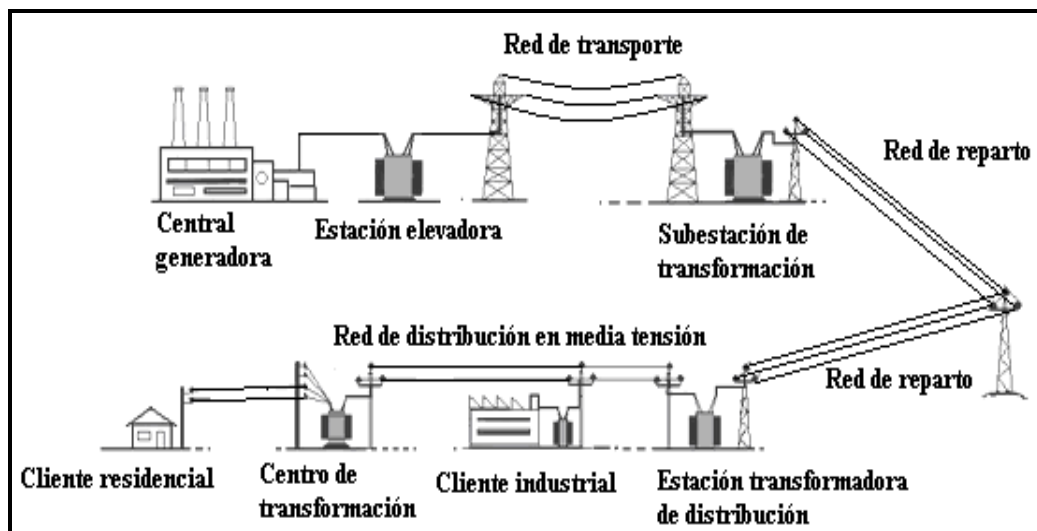 Red de transporte
Red de reparto
Central
generadora
Estación elevadora
Subestación de
transformación
Red de distribución en media tensión
Red de reparto
Cliente residencial
Centro de
transformación
Cliente industrial
Estación transformadora
de distribución